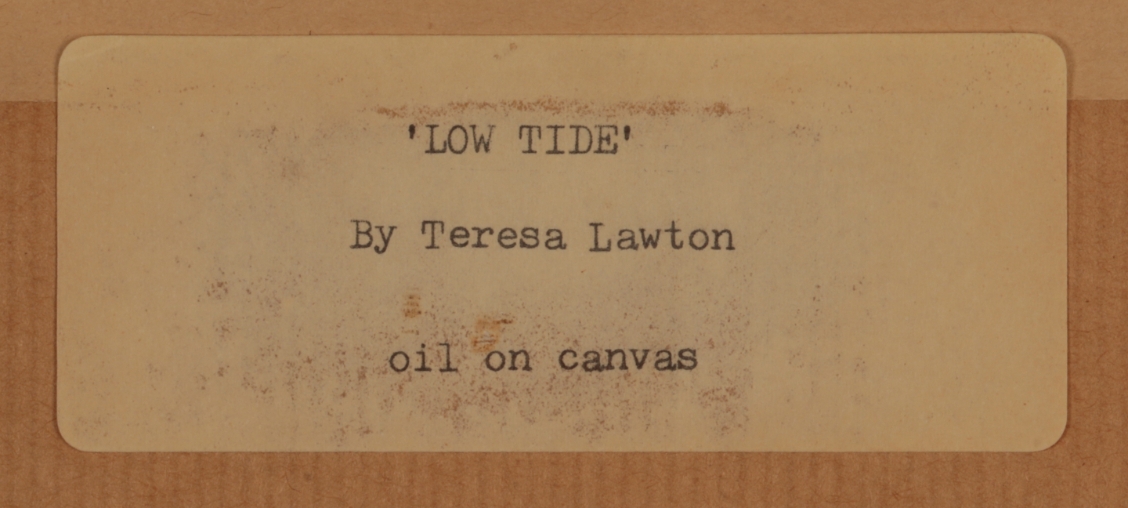 'LOW TIDE'
By Teresa Lawton
oil on canvas